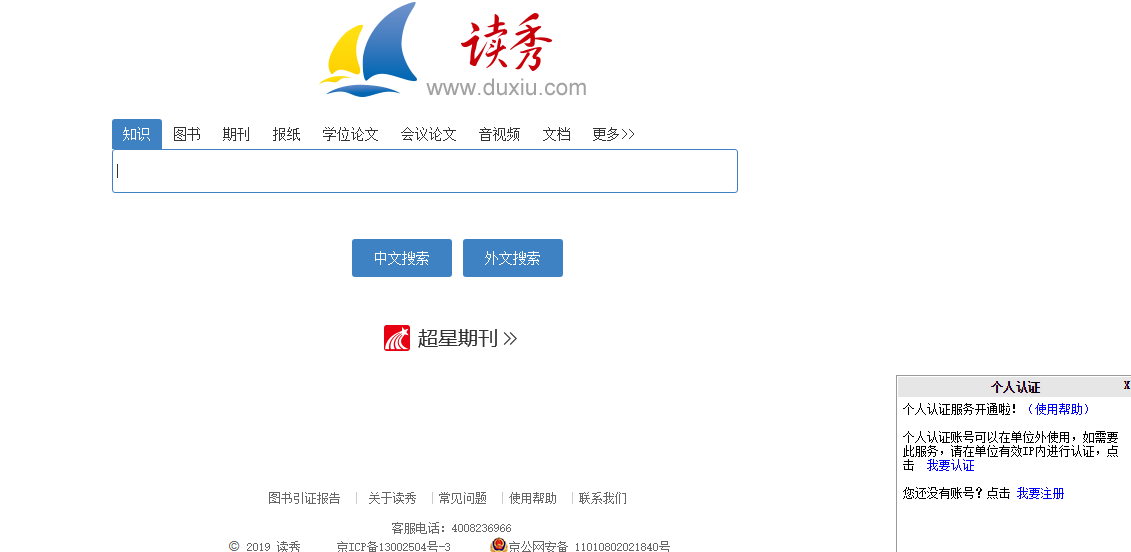 读秀
www.duxiu.com
知识 图书 期刊 报纸 学位论文 会议论文 音视频 文档 更多>>
中文搜索 外文搜索
超星期刊 >>
个人认证 X
个人认证服务开通啦！（使用帮助）
个人认证账号可以在单位外使用，如需要
此服务，请在单位有效IP内进行认证，点
击 我要认证
您还没有账号？点击 我要注册
图书引证报告 | 关于读秀 | 常见问题 | 使用帮助 | 联系我们
客服电话：4008236966
© 2019 读秀 京ICP备13002504号-3 京公网安备 11010802021840号